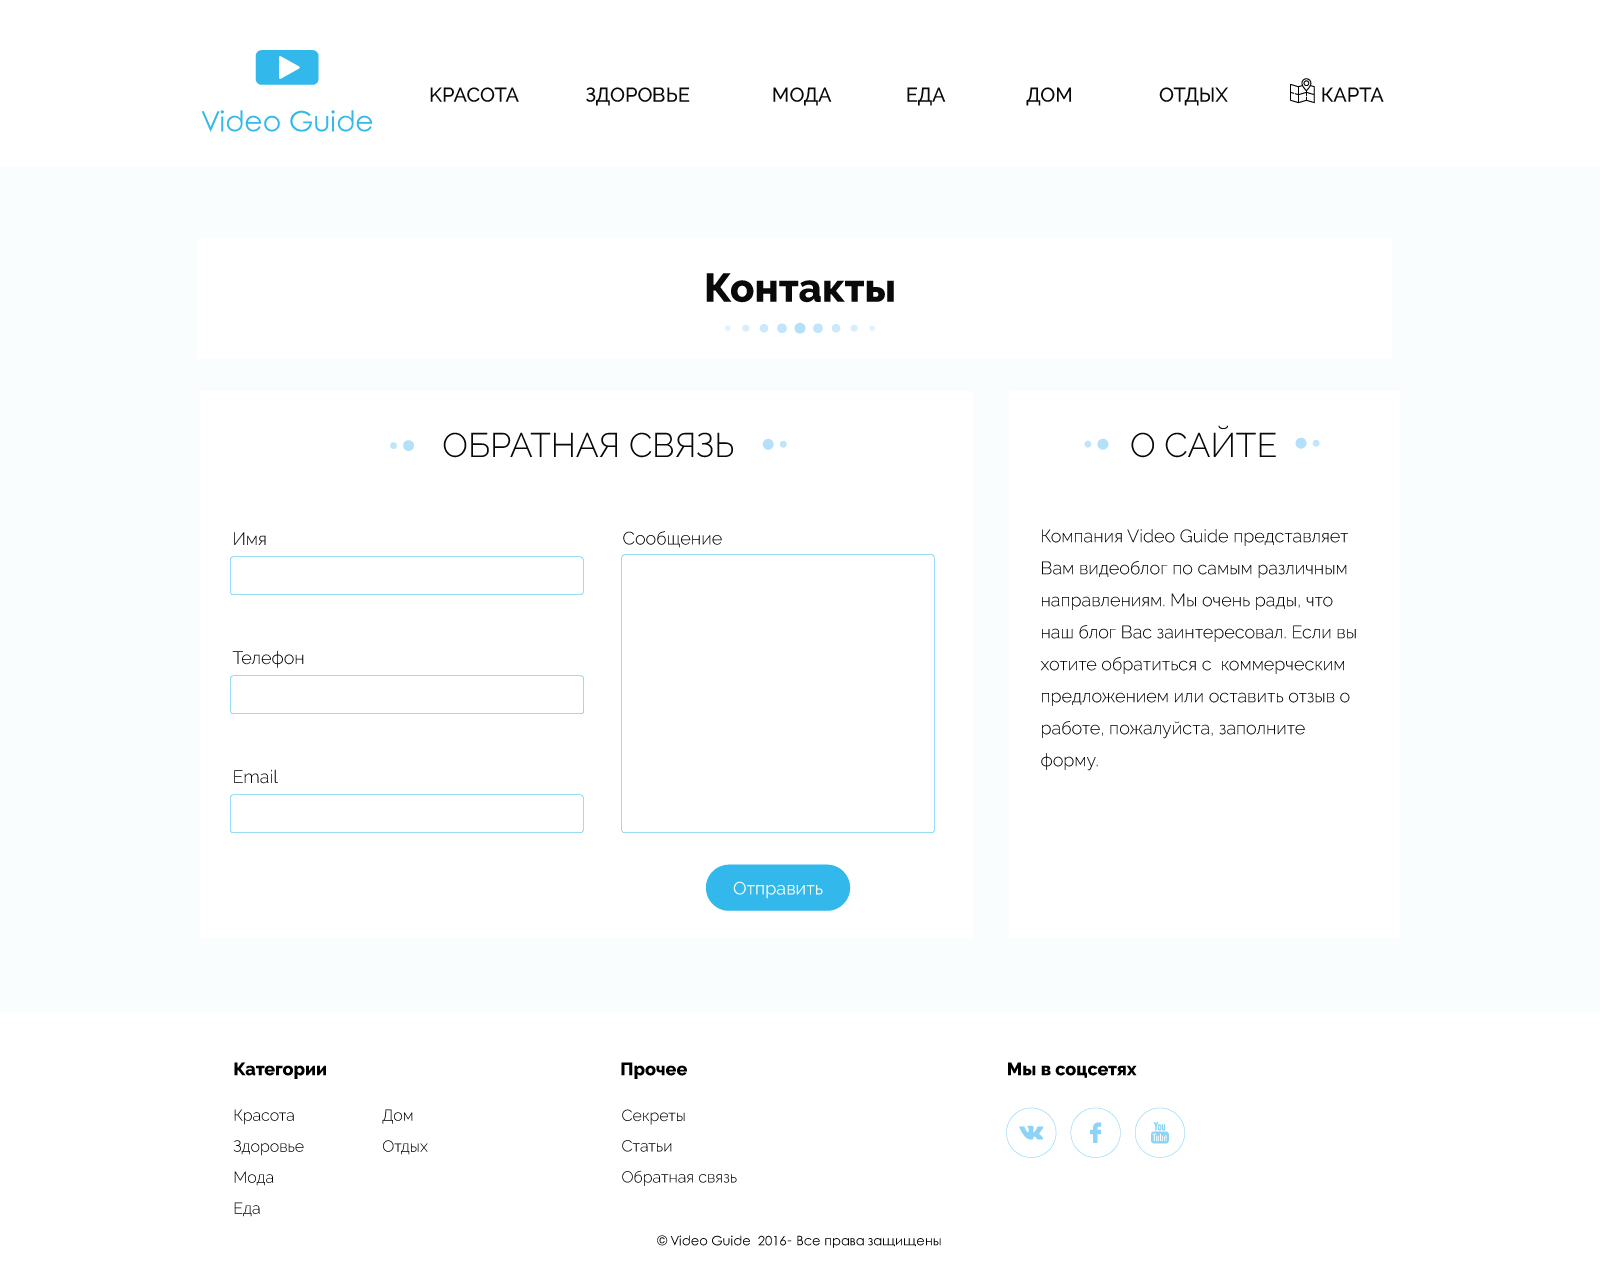 Video Guide
КРАСОТА
ЗДОРОВЬЕ
МОДА
ЕДА
ДОМ
ОТДЫХ
КАРТА
Контакты
ОБРАТНАЯ СВЯЗЬ
Имя
Телефон
Email
Сообщение
Отправить
О САЙТЕ
Компания Video Guide представляет
Вам видеоблог по самым различным
направлениям. Мы очень рады, что
наш блог Вас заинтересовал. Если вы
хотите обратиться с  коммерческим
предложением или оставить отзыв о
работе, пожалуйста, заполните
форму.
Категории
Красота
Здоровье
Мода
Еда
Дом
Отдых
Прочее
Секреты
Статьи
Обратная связь
Мы в соцсетях
You
Tube
© Video Guide  2016- Все права защищены